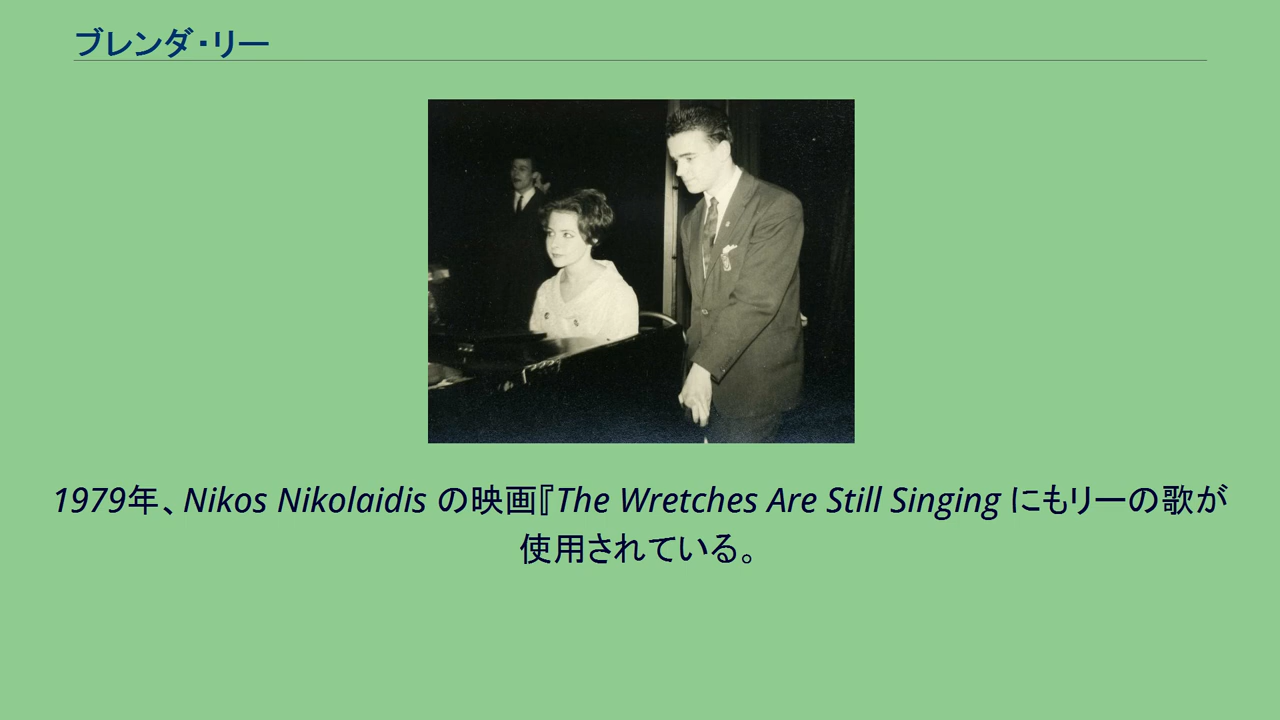 ブレンダ・リー
1979年、Nikos Nikolaidis の映画『The Wretches Are Still Singing にもリーの歌が
使用されている。